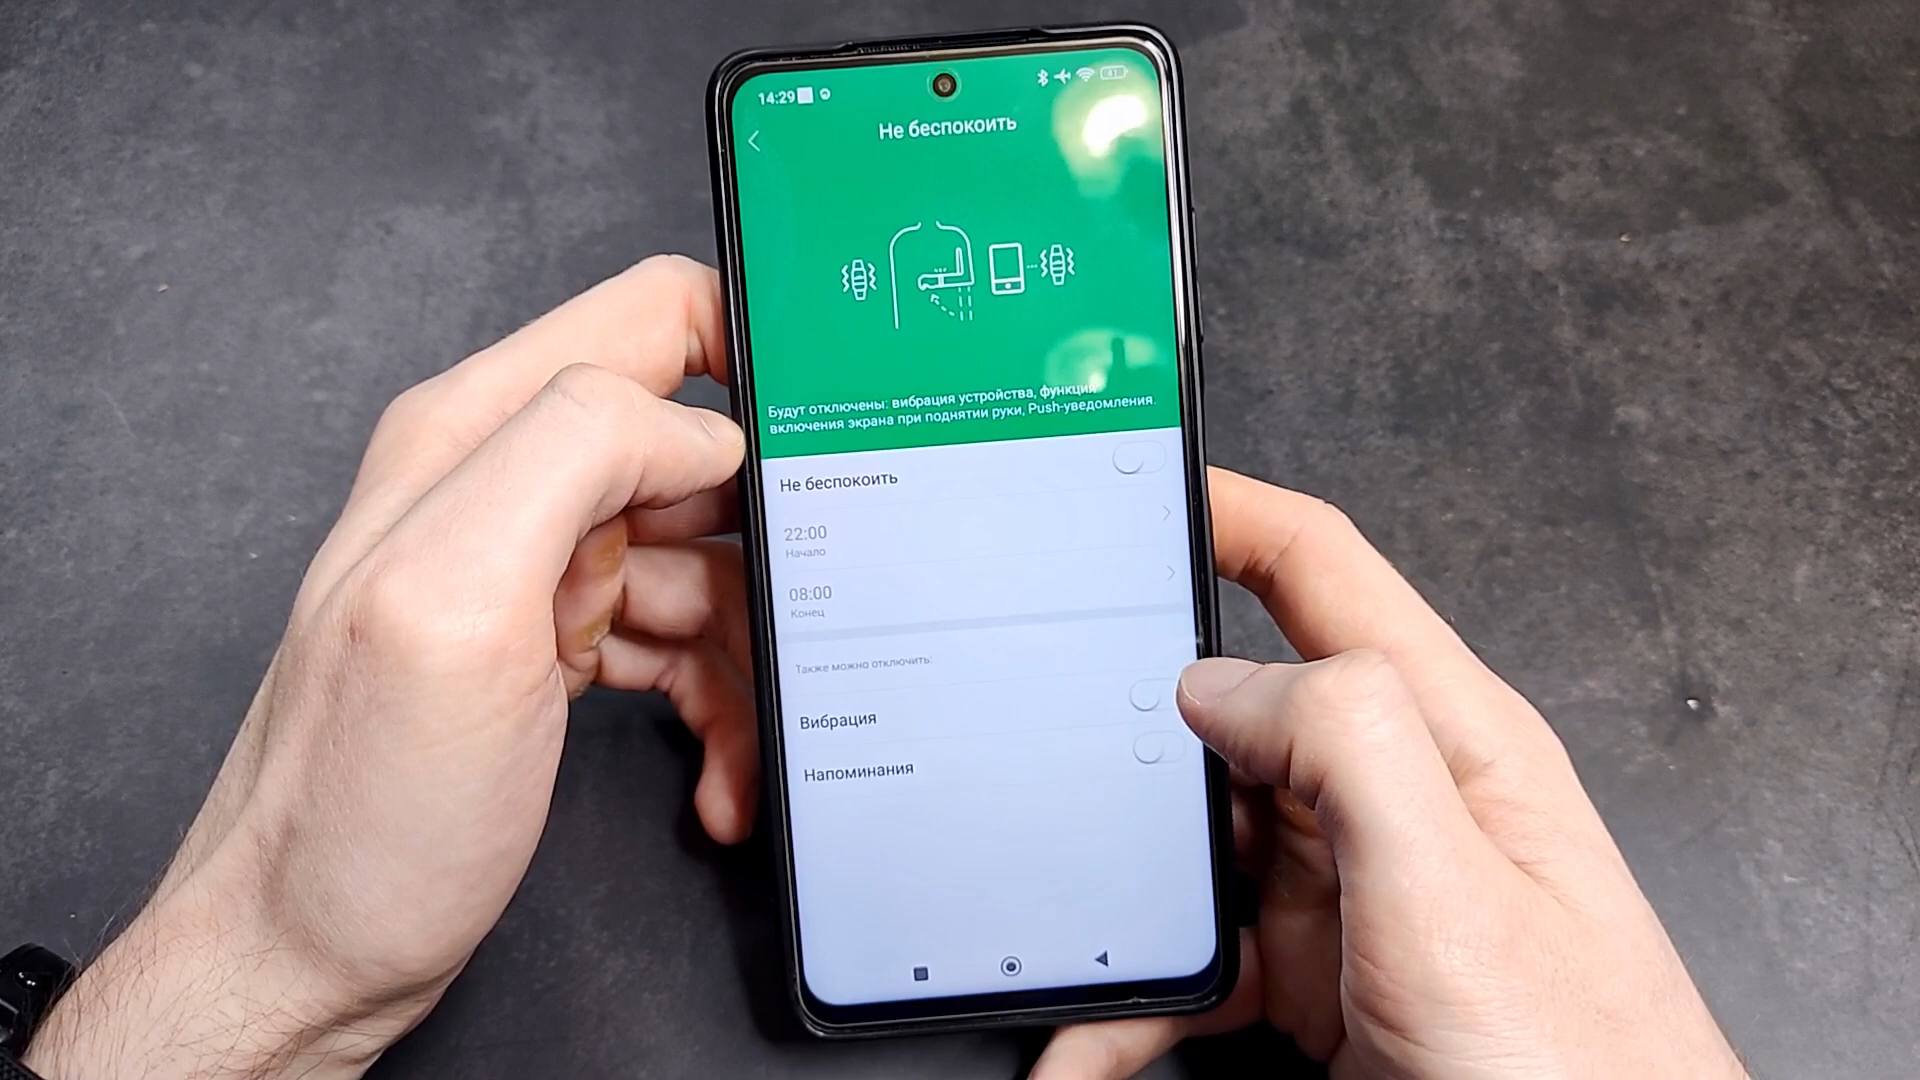 14:29
81
Не беспокоить
Будут отключены: вибрация устройства, функция
включения экрана при поднятии руки, Push-уведомления.
Не беспокоить
22:00
Начало
08:00
Конец
Также можно отключить:
Вибрация
Напоминания